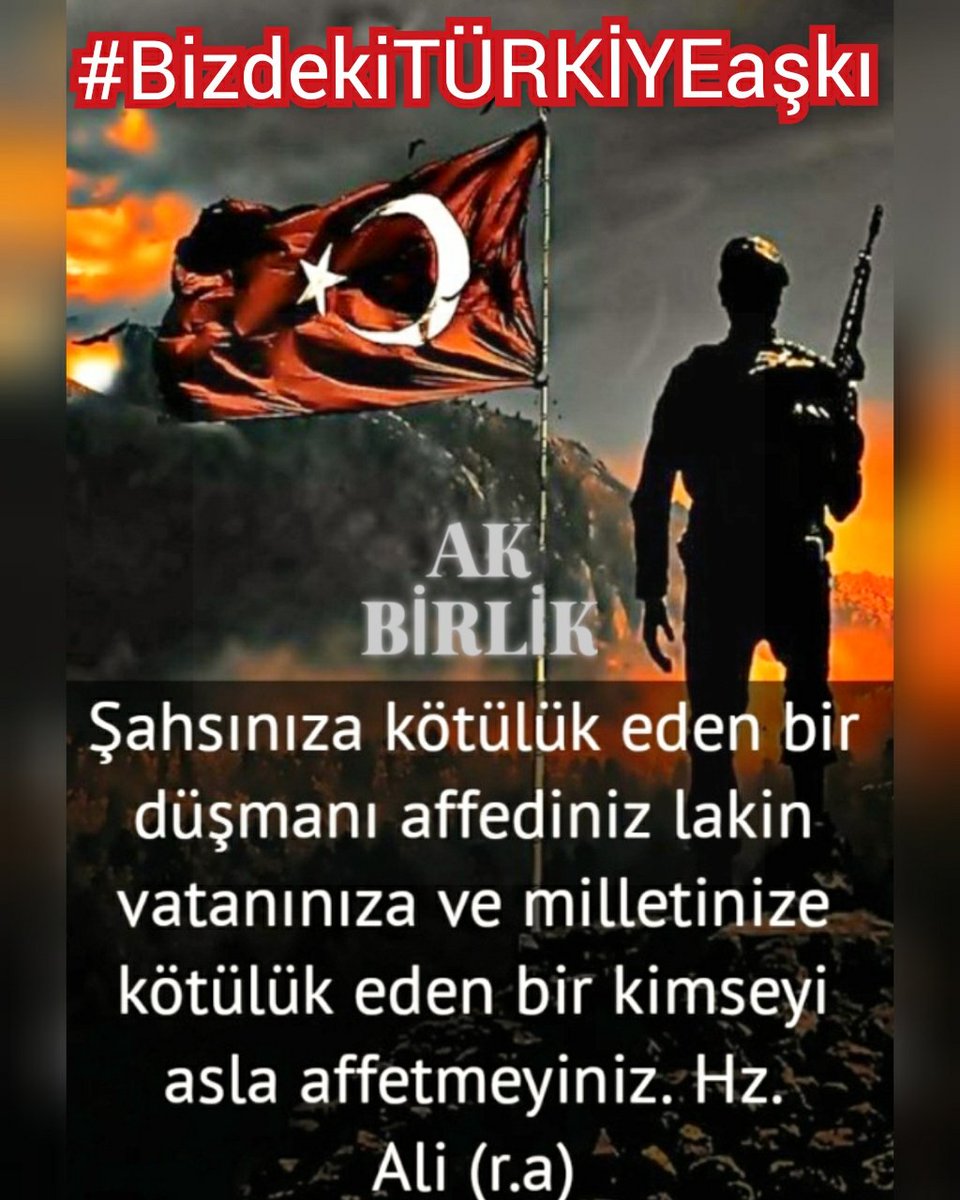 #BizdekiTÜRKİYEaşkı
AK
BİRLİK
Şahsınıza kötülük eden bir
düşmanı affediniz lakin
vatanınıza ve milletinize
kötülük eden bir kimseyi
asla affetmeyiniz. Hz.
Ali (r.a)